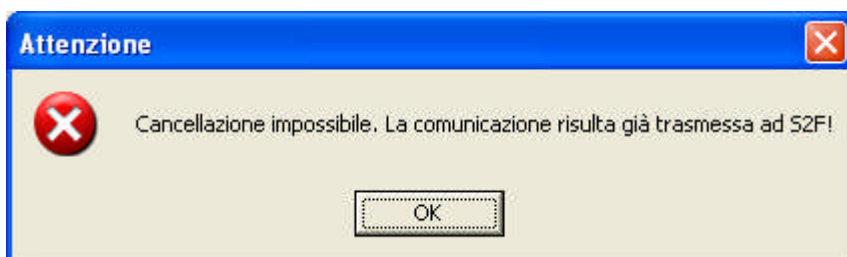 Attenzione
Cancellazione impossibile. La comunicazione risulta già trasmessa ad S2F!
OK